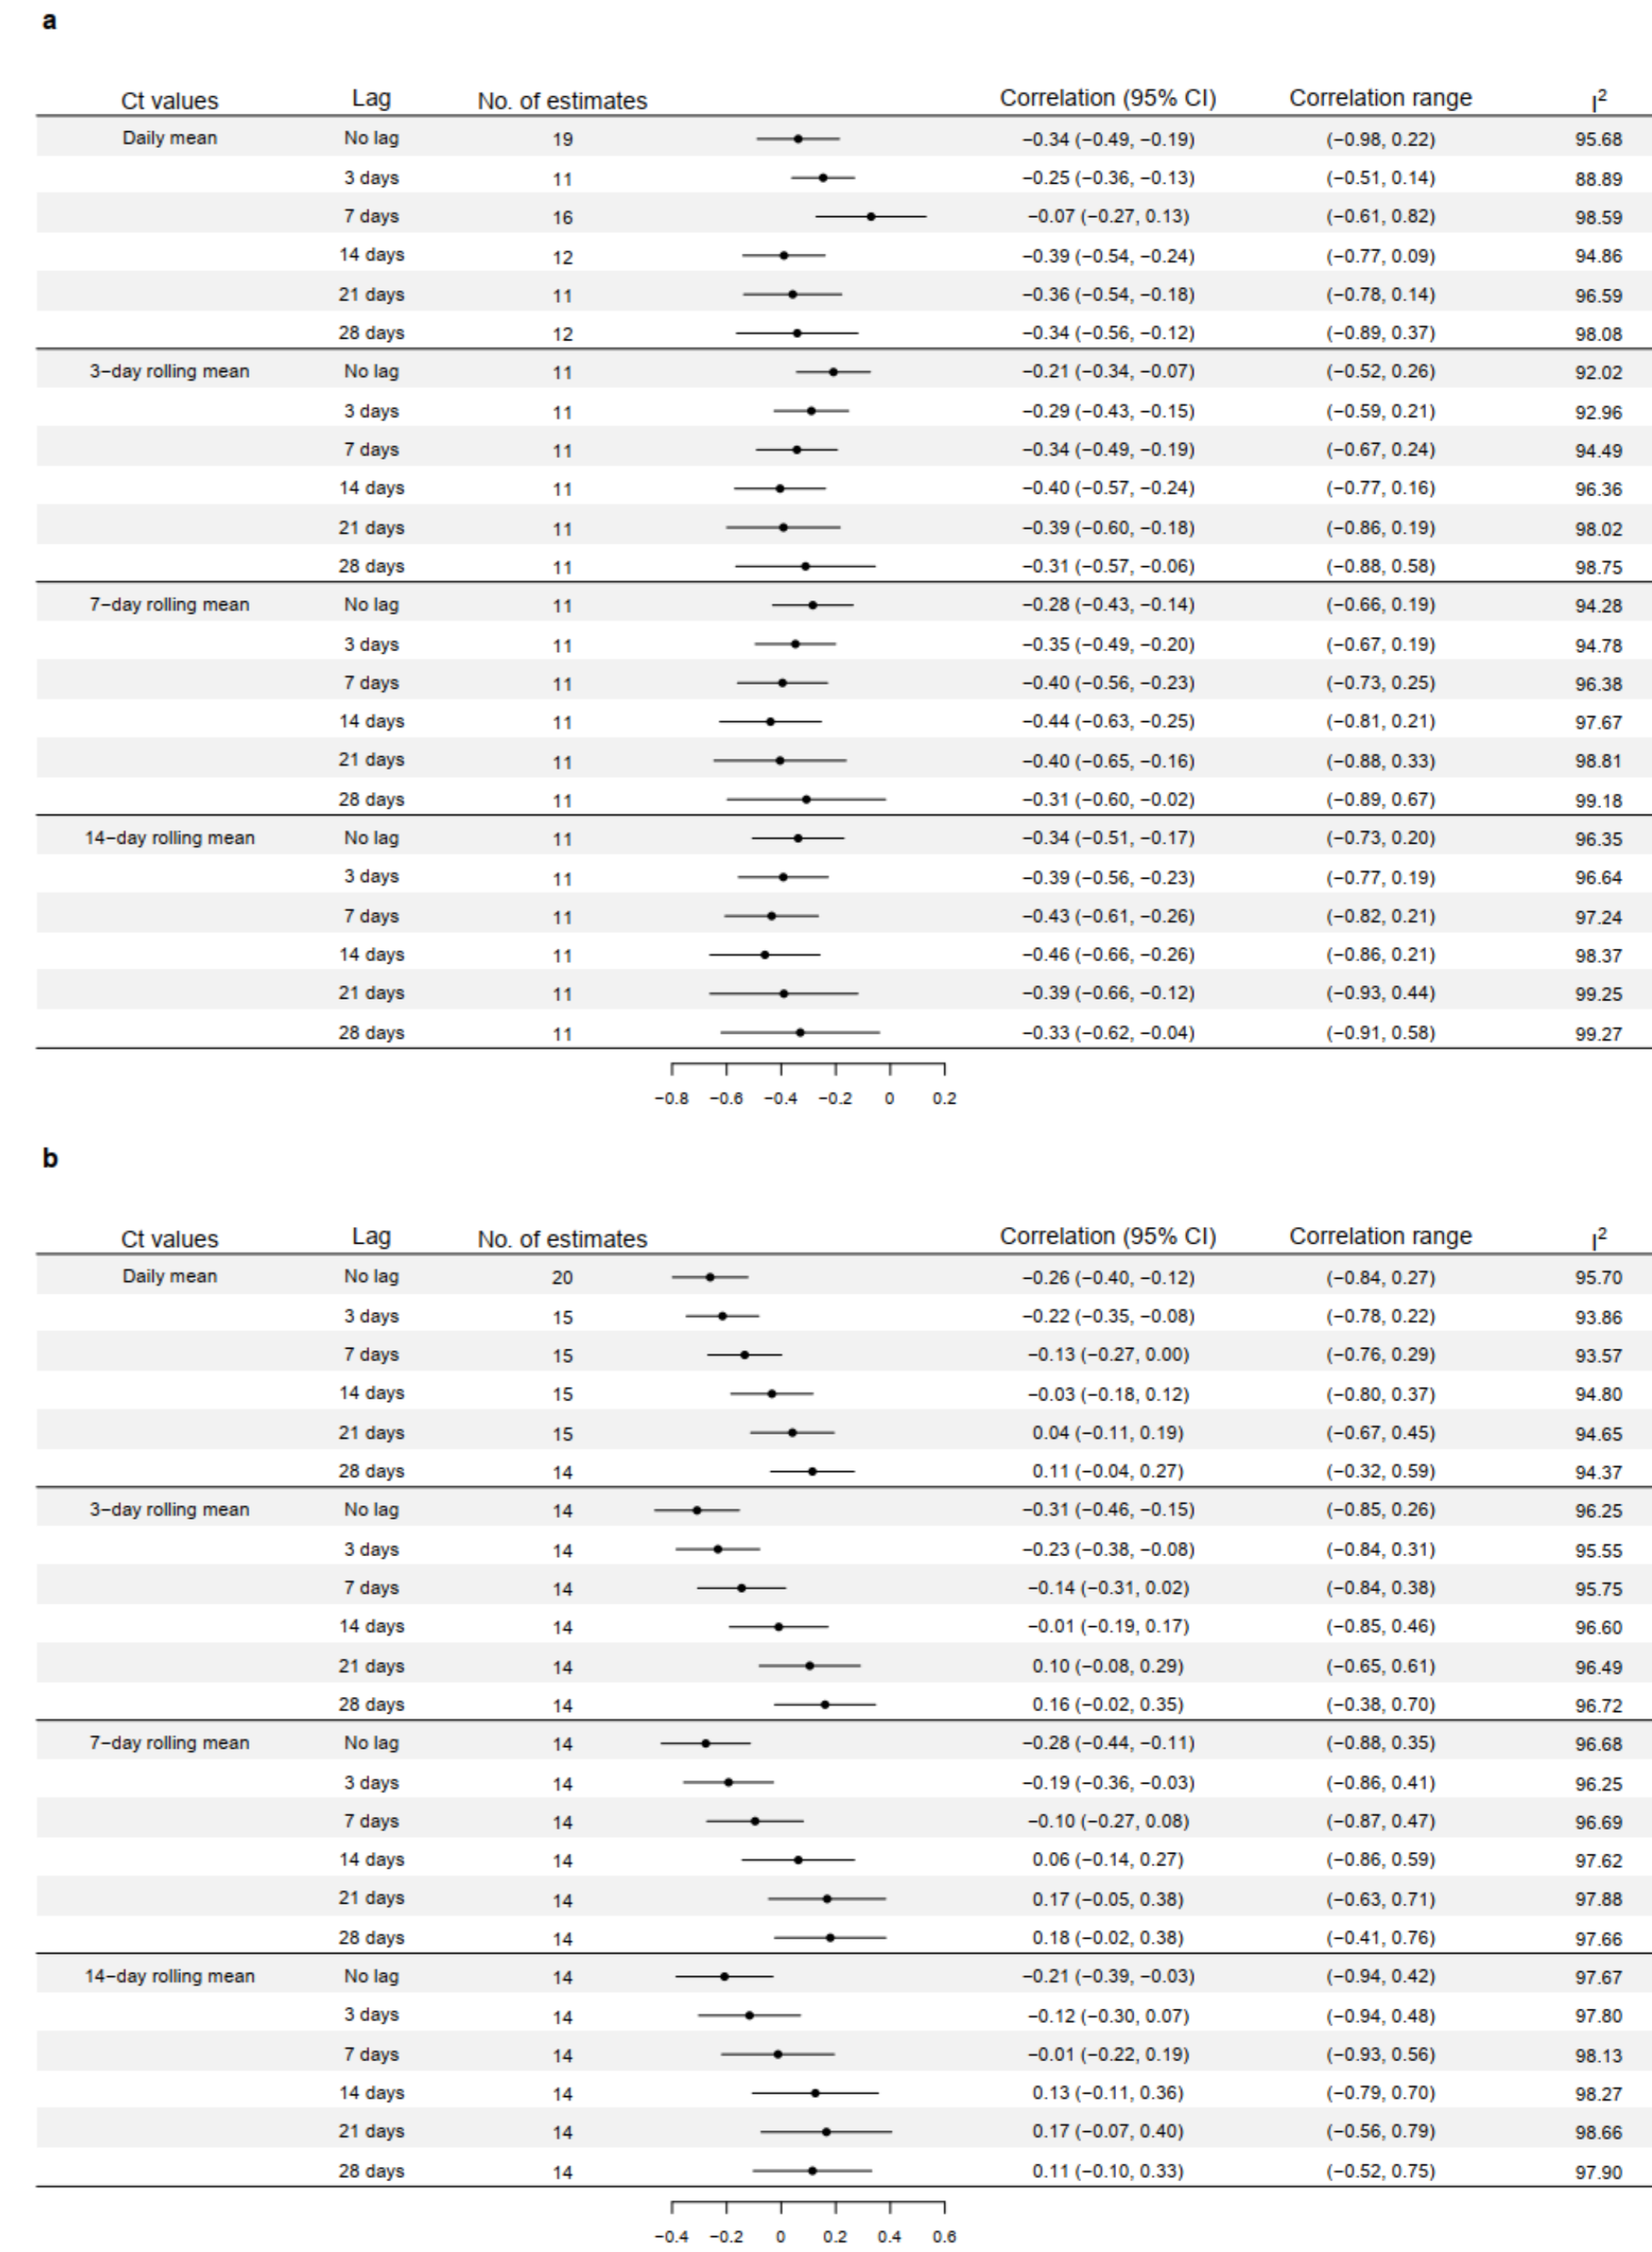 a
Ct values Lag No. of estimates Correlation (95% CI) Correlation range I²
Daily mean No lag 19 −0.34 (−0.49, −0.19) (−0.98, 0.22) 95.68
3 days 11 −0.25 (−0.36, −0.13) (−0.51, 0.14) 88.89
7 days 16 −0.07 (−0.27, 0.13) (−0.61, 0.82) 98.59
14 days 12 −0.39 (−0.54, −0.24) (−0.77, 0.09) 94.86
21 days 11 −0.36 (−0.54, −0.18) (−0.78, 0.14) 96.59
28 days 12 −0.34 (−0.56, −0.12) (−0.89, 0.37) 98.08
3−day rolling mean No lag 11 −0.21 (−0.34, −0.07) (−0.52, 0.26) 92.02
3 days 11 −0.29 (−0.43, −0.15) (−0.59, 0.21) 92.96
7 days 11 −0.34 (−0.49, −0.19) (−0.67, 0.24) 94.49
14 days 11 −0.40 (−0.57, −0.24) (−0.77, 0.16) 96.36
21 days 11 −0.39 (−0.60, −0.18) (−0.86, 0.19) 98.02
28 days 11 −0.31 (−0.57, −0.06) (−0.88, 0.58) 98.75
7−day rolling mean No lag 11 −0.28 (−0.43, −0.14) (−0.66, 0.19) 94.28
3 days 11 −0.35 (−0.49, −0.20) (−0.67, 0.19) 94.78
7 days 11 −0.40 (−0.56, −0.23) (−0.73, 0.25) 96.38
14 days 11 −0.44 (−0.63, −0.25) (−0.81, 0.21) 97.67
21 days 11 −0.40 (−0.65, −0.16) (−0.88, 0.33) 98.81
28 days 11 −0.31 (−0.60, −0.02) (−0.89, 0.67) 99.18
14−day rolling mean No lag 11 −0.34 (−0.51, −0.17) (−0.73, 0.20) 96.35
3 days 11 −0.39 (−0.56, −0.23) (−0.77, 0.19) 96.64
7 days 11 −0.43 (−0.61, −0.26) (−0.82, 0.21) 97.24
14 days 11 −0.46 (−0.66, −0.26) (−0.86, 0.21) 98.37
21 days 11 −0.39 (−0.66, −0.12) (−0.93, 0.44) 99.25
28 days 11 −0.33 (−0.62, −0.04) (−0.91, 0.58) 99.27
−0.8 −0.6 −0.4 −0.2 0 0.2
b
Ct values Lag No. of estimates Correlation (95% CI) Correlation range I²
Daily mean No lag 20 −0.26 (−0.40, −0.12) (−0.84, 0.27) 95.70
3 days 15 −0.22 (−0.35, −0.08) (−0.78, 0.22) 93.86
7 days 15 −0.13 (−0.27, 0.00) (−0.76, 0.29) 93.57
14 days 15 −0.03 (−0.18, 0.12) (−0.80, 0.37) 94.80
21 days 15 0.04 (−0.11, 0.19) (−0.67, 0.45) 94.65
28 days 14 0.11 (−0.04, 0.27) (−0.32, 0.59) 94.37
3−day rolling mean No lag 14 −0.31 (−0.46, −0.15) (−0.85, 0.26) 96.25
3 days 14 −0.23 (−0.38, −0.08) (−0.84, 0.31) 95.55
7 days 14 −0.14 (−0.31, 0.02) (−0.84, 0.38) 95.75
14 days 14 −0.01 (−0.19, 0.17) (−0.85, 0.46) 96.60
21 days 14 0.10 (−0.08, 0.29) (−0.65, 0.61) 96.49
28 days 14 0.16 (−0.02, 0.35) (−0.38, 0.70) 96.72
7−day rolling mean No lag 14 −0.28 (−0.44, −0.11) (−0.88, 0.35) 96.68
3 days 14 −0.19 (−0.36, −0.03) (−0.86, 0.41) 96.25
7 days 14 −0.10 (−0.27, 0.08) (−0.87, 0.47) 96.69
14 days 14 0.06 (−0.14, 0.27) (−0.86, 0.59) 97.62
21 days 14 0.17 (−0.05, 0.38) (−0.63, 0.71) 97.88
28 days 14 0.18 (−0.02, 0.38) (−0.41, 0.76) 97.66
14−day rolling mean No lag 14 −0.21 (−0.39, −0.03) (−0.94, 0.42) 97.67
3 days 14 −0.12 (−0.30, 0.07) (−0.94, 0.48) 97.80
7 days 14 −0.01 (−0.22, 0.19) (−0.93, 0.56) 98.13
14 days 14 0.13 (−0.11, 0.36) (−0.79, 0.70) 98.27
21 days 14 0.17 (−0.07, 0.40) (−0.56, 0.79) 98.66
28 days 14 0.11 (−0.10, 0.33) (−0.52, 0.75) 97.90
−0.4 −0.2 0 0.2 0.4 0.6